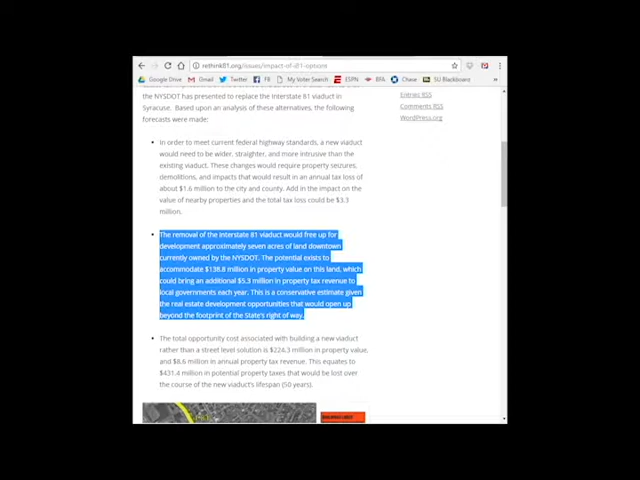 rethink81.org/issues/impact-of-i81-options
Google Drive Gmail Twitter FB My Voter Search ESPN BFA Chase SU Blackboard
the NYSDOT has presented to replace the Interstate 81 viaduct in
Syracuse. Based upon an analysis of these alternatives, the following
forecasts were made:
In order to meet current federal highway standards, a new viaduct
would need to be wider, straighter, and more intrusive than the
existing viaduct. These changes would require property seizures,
demolitions, and impacts that would result in an annual tax loss of
about $1.6 million to the city and county. Add in the impact on the
value of nearby properties and the total tax loss could be $3.3
million.
The removal of the Interstate 81 viaduct would free up for
development approximately seven acres of land downtown
currently owned by the NYSDOT. The potential exists to
accommodate $138.8 million in property value on this land, which
could bring an additional $5.3 million in property tax revenue to
local governments each year. This is a conservative estimate given
the real estate development opportunities that would open up
beyond the footprint of the State's right of way.
The total opportunity cost associated with building a new viaduct
rather than a street level solution is $224.3 million in property value,
and $8.6 million in annual property tax revenue. This equates to
$431.4 million in potential property taxes that would be lost over
the course of the new viaduct's lifespan (50 years).
Entries RSS
Comments RSS
WordPress.org